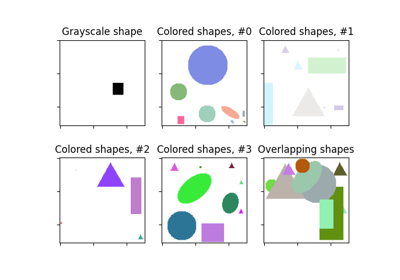 Grayscale shape
Colored shapes, #0
Colored shapes, #1
Colored shapes, #2
Colored shapes, #3
Overlapping shapes